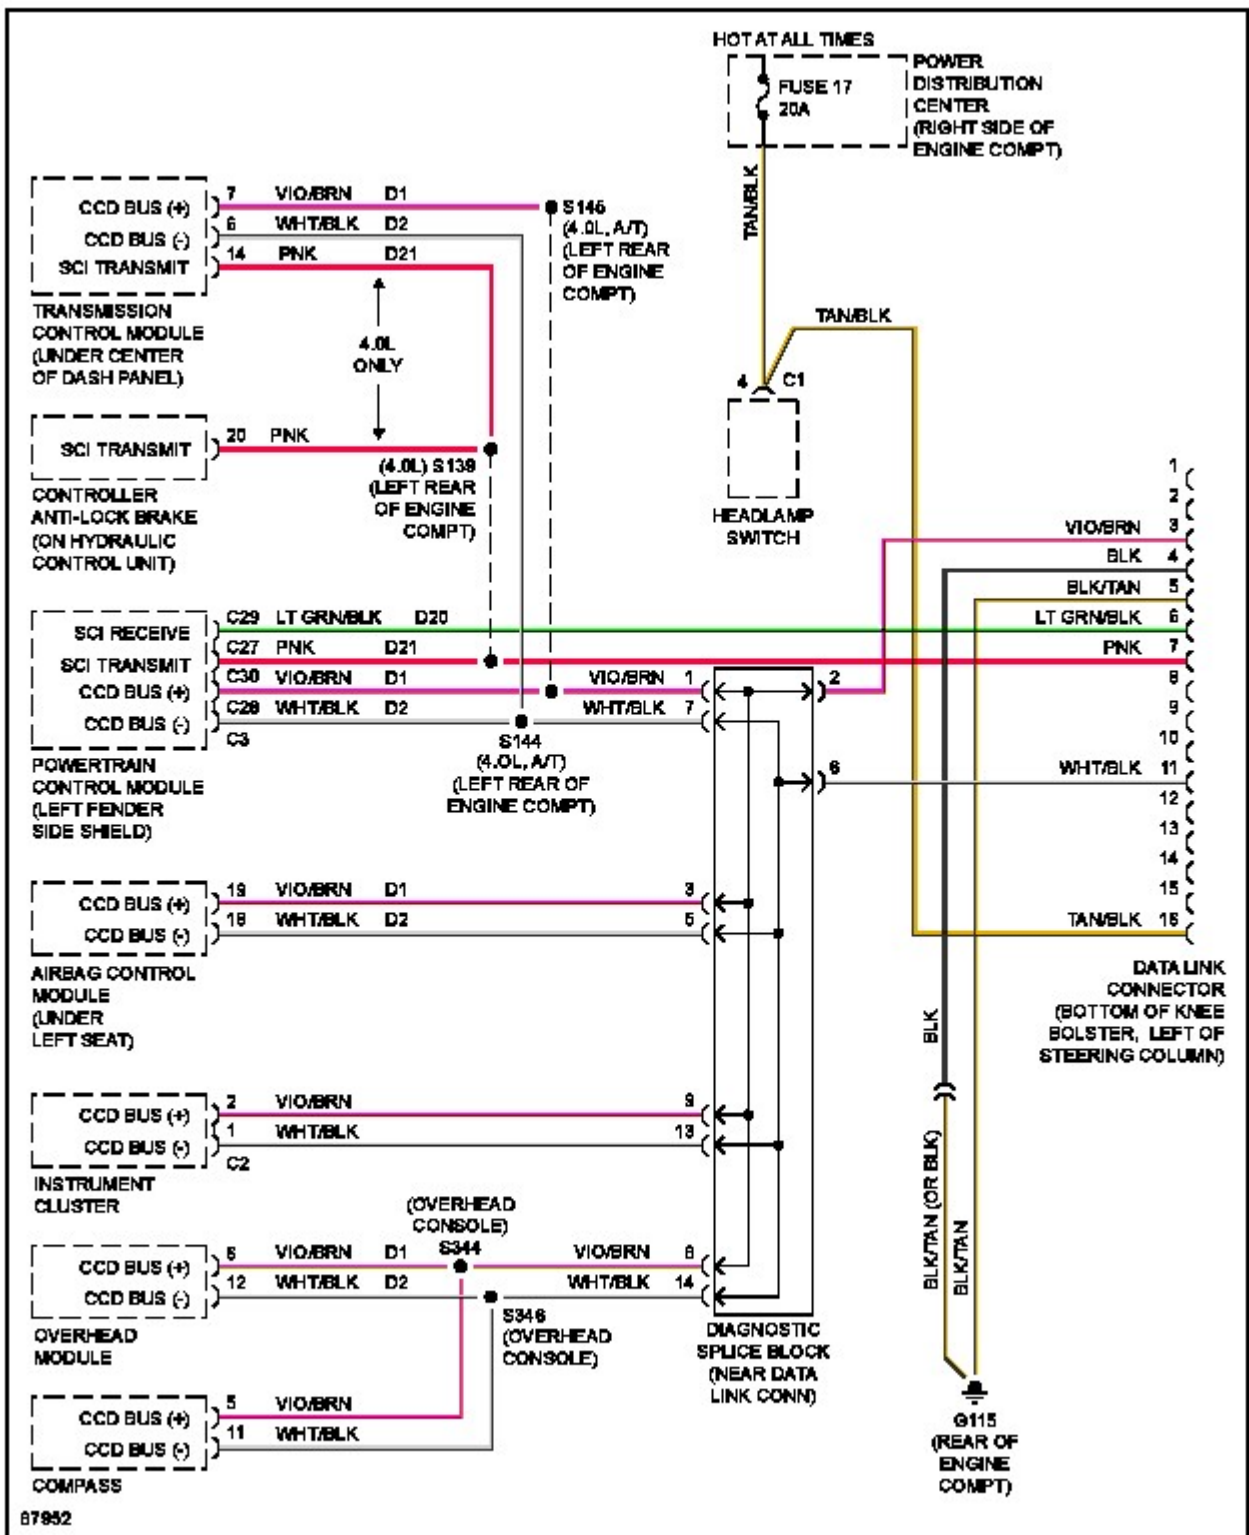 HOT AT ALL TIMES
FUSE 17
20A
POWER
DISTRIBUTION
CENTER
(RIGHT SIDE OF
ENGINE COMPT)
TAN/BLK
CCD BUS (+)
CCD BUS (-)
SCI TRANSMIT
7 VIO/BRN D1
6 WHT/BLK D2
14 PNK D21
TRANSMISSION
CONTROL MODULE
(UNDER CENTER
OF DASH PANEL)
S145
(4.0L, A/T)
(LEFT REAR
OF ENGINE
COMPT)
4.0L
ONLY
TAN/BLK
4 C1
HEADLAMP
SWITCH
SCI TRANSMIT
20 PNK
CONTROLLER
ANTI-LOCK BRAKE
(ON HYDRAULIC
CONTROL UNIT)
(4.0L) S139
(LEFT REAR
OF ENGINE
COMPT)
SCI RECEIVE
SCI TRANSMIT
CCD BUS (+)
CCD BUS (-)
C29 LT GRN/BLK D20
C27 PNK D21
C30 VIO/BRN D1 VIO/BRN 1 2
C28 WHT/BLK D2 WHT/BLK 7
C3
POWERTRAIN
CONTROL MODULE
(LEFT FENDER
SIDE SHIELD)
S144
(4.0L, A/T)
(LEFT REAR OF
ENGINE COMPT)
6
1
2
VIO/BRN 3
BLK 4
BLK/TAN 5
LT GRN/BLK 6
PNK 7
8
9
10
WHT/BLK 11
12
13
14
15
TAN/BLK 16
DATA LINK
CONNECTOR
(BOTTOM OF KNEE
BOLSTER, LEFT OF
STEERING COLUMN)
CCD BUS (+)
CCD BUS (-)
19 VIO/BRN D1 3
18 WHT/BLK D2 5
AIRBAG CONTROL
MODULE
(UNDER
LEFT SEAT)
BLK
CCD BUS (+)
CCD BUS (-)
2 VIO/BRN 9
1 WHT/BLK 13
C2
INSTRUMENT
CLUSTER
BLK/TAN (OR BLK)
BLK/TAN
(OVERHEAD
CONSOLE)
S344
CCD BUS (+)
CCD BUS (-)
6 VIO/BRN D1 VIO/BRN 8
12 WHT/BLK D2 WHT/BLK 14
OVERHEAD
MODULE
S346
(OVERHEAD
CONSOLE)
DIAGNOSTIC
SPLICE BLOCK
(NEAR DATA
LINK CONN)
CCD BUS (+)
CCD BUS (-)
5 VIO/BRN
11 WHT/BLK
COMPASS
G115
(REAR OF
ENGINE
COMPT)
87952